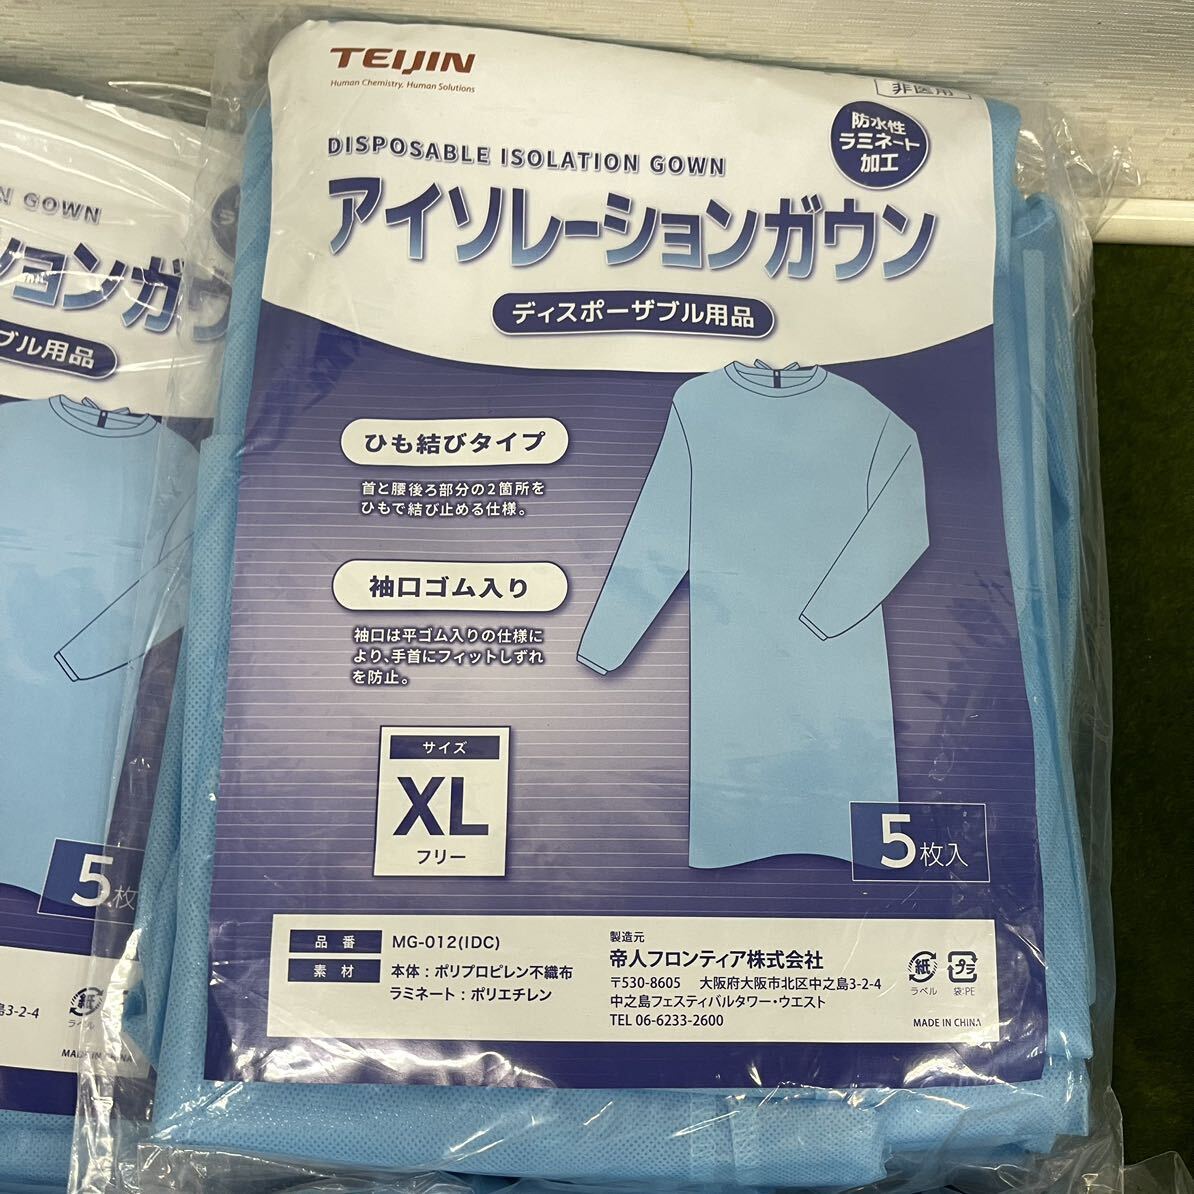 TEIJIN
Human Chemistry, Human Solutions
非医用
防水性
ラミネート
加工
DISPOSABLE ISOLATION GOWN
アイソレーションガウン
ディスポーザブル用品
ひも結びタイプ
首と腰後ろ部分の2箇所を
ひもで結び止める仕様。
袖口ゴム入り
袖口は平ゴム入りの仕様に
より、手首にフィットしずれ
を防止。
サイズ
XL
フリー
5枚入
品番 MG-012(IDC)
素材 本体：ポリプロピレン不織布
ラミネート：ポリエチレン
製造元
帝人フロンティア株式会社
〒530-8605 大阪府大阪市北区中之島3-2-4
中之島フェスティバルタワー・ウエスト
TEL 06-6233-2600
紙
ラベル
プラ
袋:PE
MADE IN CHINA
N GOWN
ションガウ
ブル用品
5枚
島3-2-4
紙
MADE IN CHINA